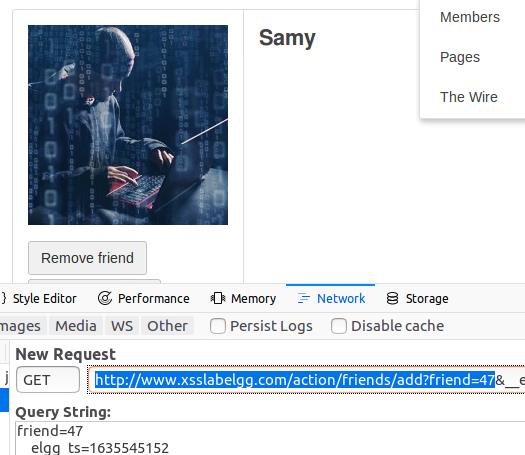 Samy
Members
Pages
The Wire
Remove friend
Style Editor Performance Memory Network Storage
mages Media WS Other Persist Logs Disable cache
New Request
GET http://www.xsslabelgg.com/action/friends/add?friend=47&__e
Query String:
friend=47
__elgg_ts=1635545152